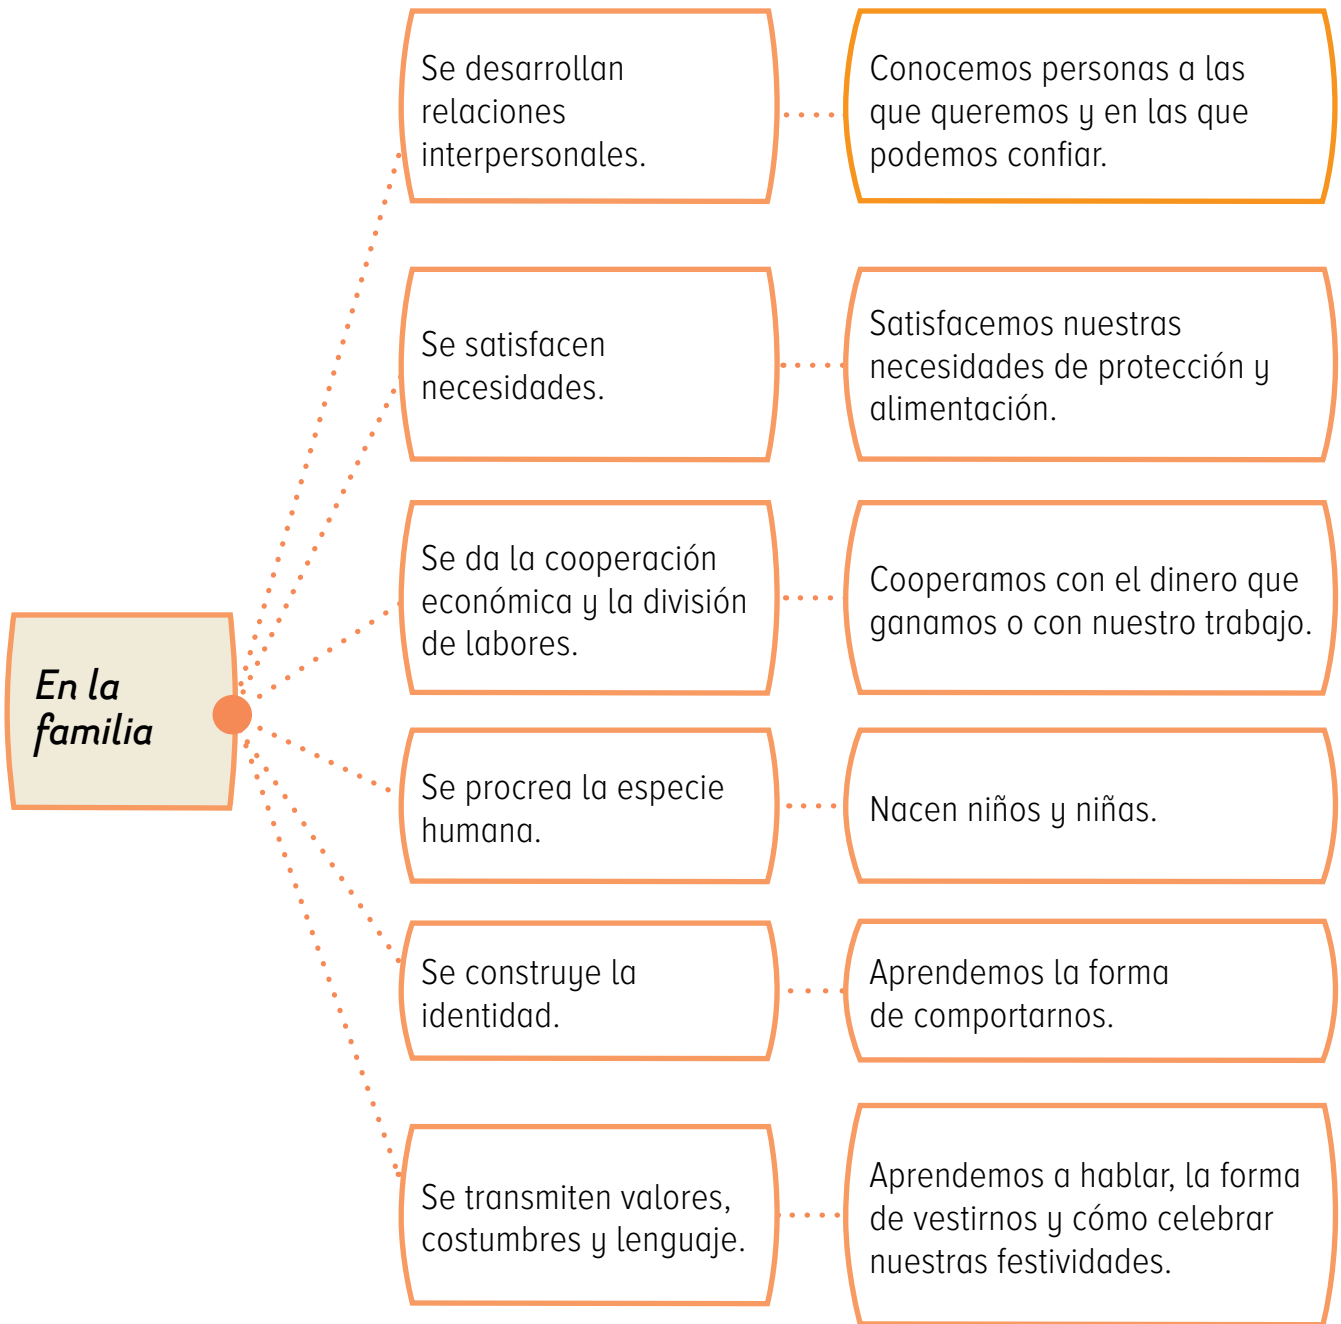 En la
familia
Se desarrollan
relaciones
interpersonales.
Conocemos personas a las
que queremos y en las que
podemos confiar.
Se satisfacen
necesidades.
Satisfacemos nuestras
necesidades de protección y
alimentación.
Se da la cooperación
económica y la división
de labores.
Cooperamos con el dinero que
ganamos o con nuestro trabajo.
Se procrea la especie
humana.
Nacen niños y niñas.
Se construye la
identidad.
Aprendemos la forma
de comportarnos.
Se transmiten valores,
costumbres y lenguaje.
Aprendemos a hablar, la forma
de vestirnos y cómo celebrar
nuestras festividades.